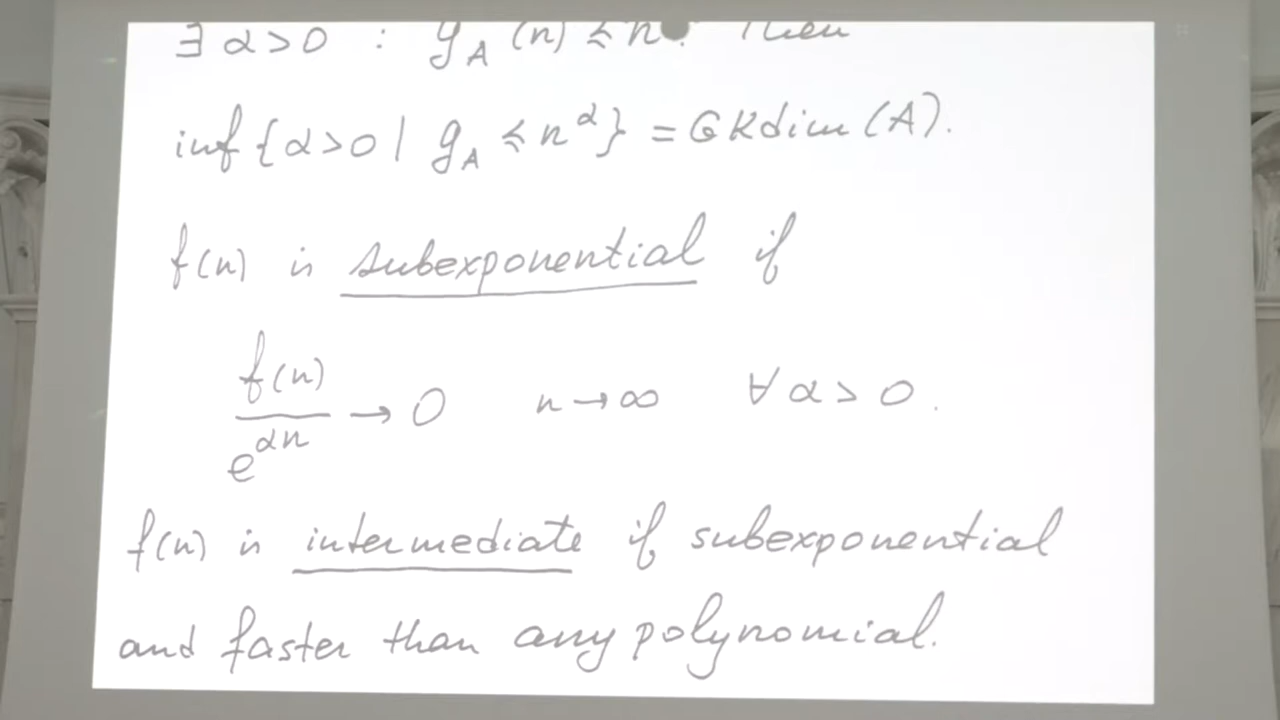 ∃ α > 0 : g_A (n) ≲ n . Then
inf {α>0 | g_A ≲ n^α} = GKdim (A).
f(n) is subexponential if
f(n)/e^{αn} → 0 n → ∞ ∀ α > 0.
f(n) is intermediate if subexponential
and faster than any polynomial.